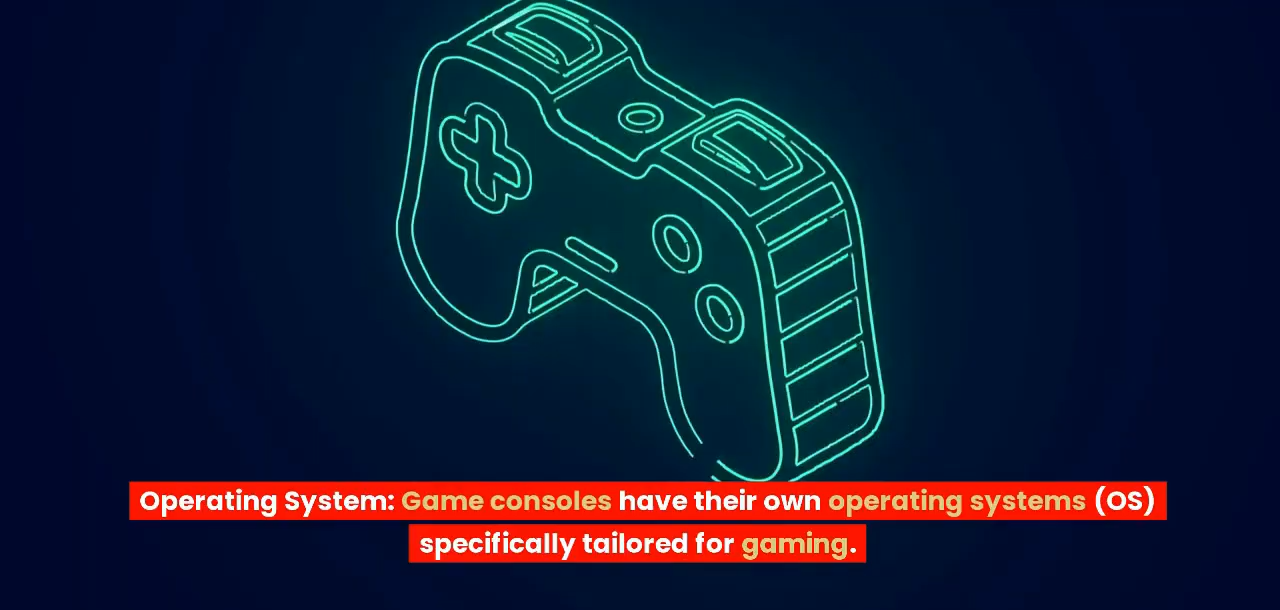 Operating System: Game consoles have their own operating systems (OS)
specifically tailored for gaming.